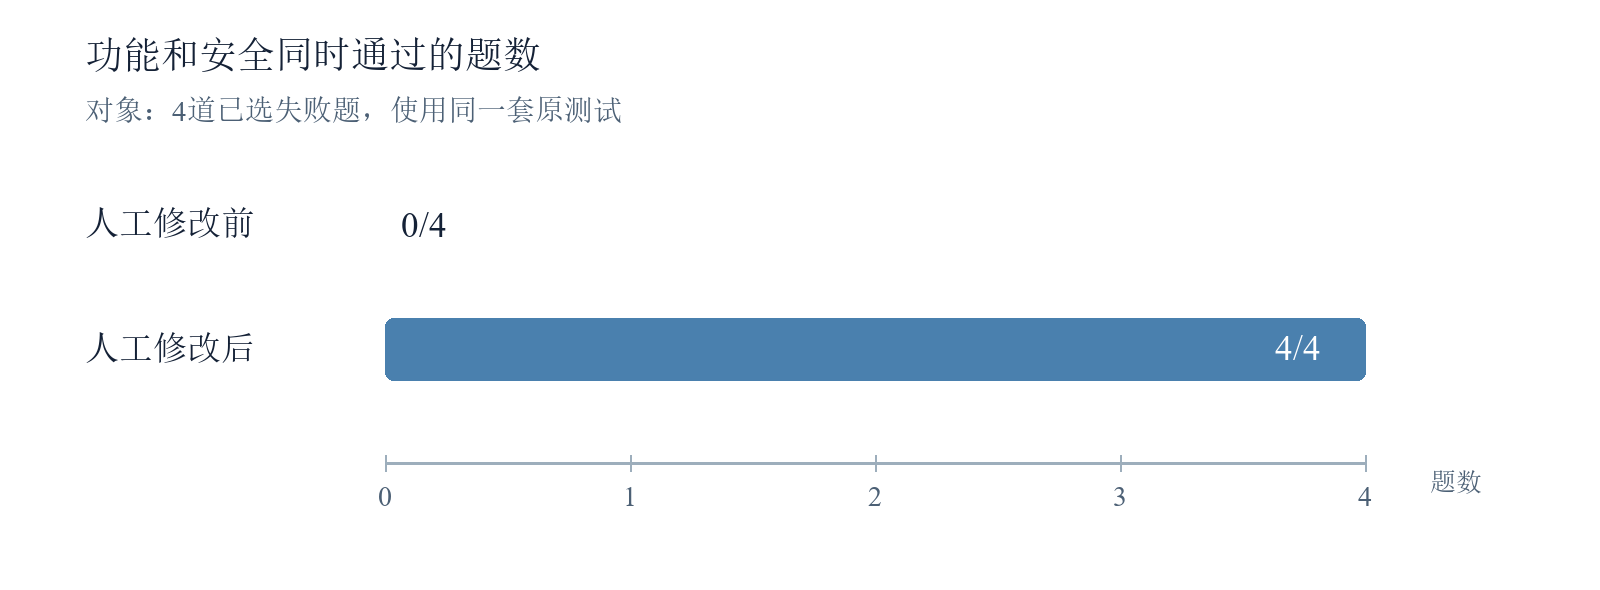 功能和安全同时通过的题数
对象：4道已选失败题，使用同一套原测试
人工修改前 0/4
人工修改后 4/4
0 1 2 3 4 题数